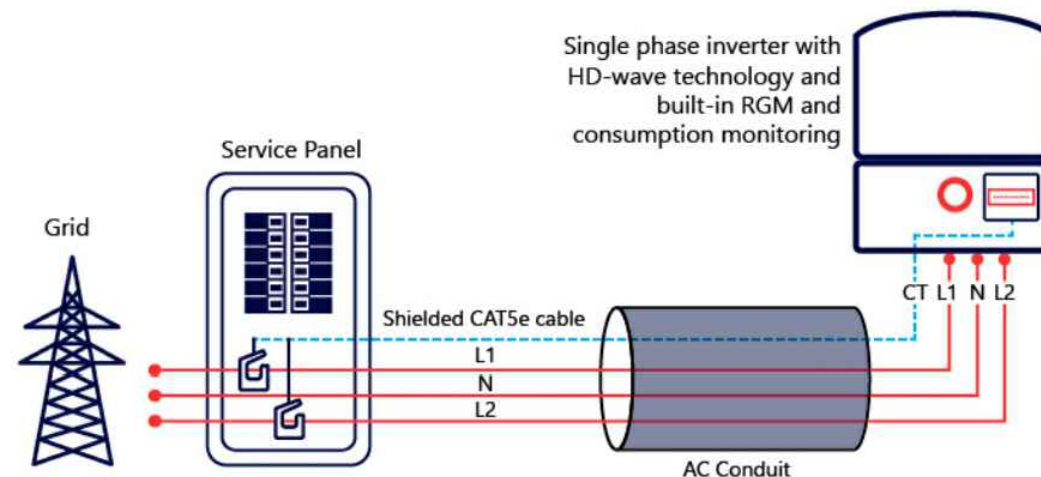 Single phase inverter with
HD-wave technology and
built-in RGM and
consumption monitoring
Service Panel
Grid
CT L1 N L2
Shielded CAT5e cable
L1
N
L2
AC Conduit